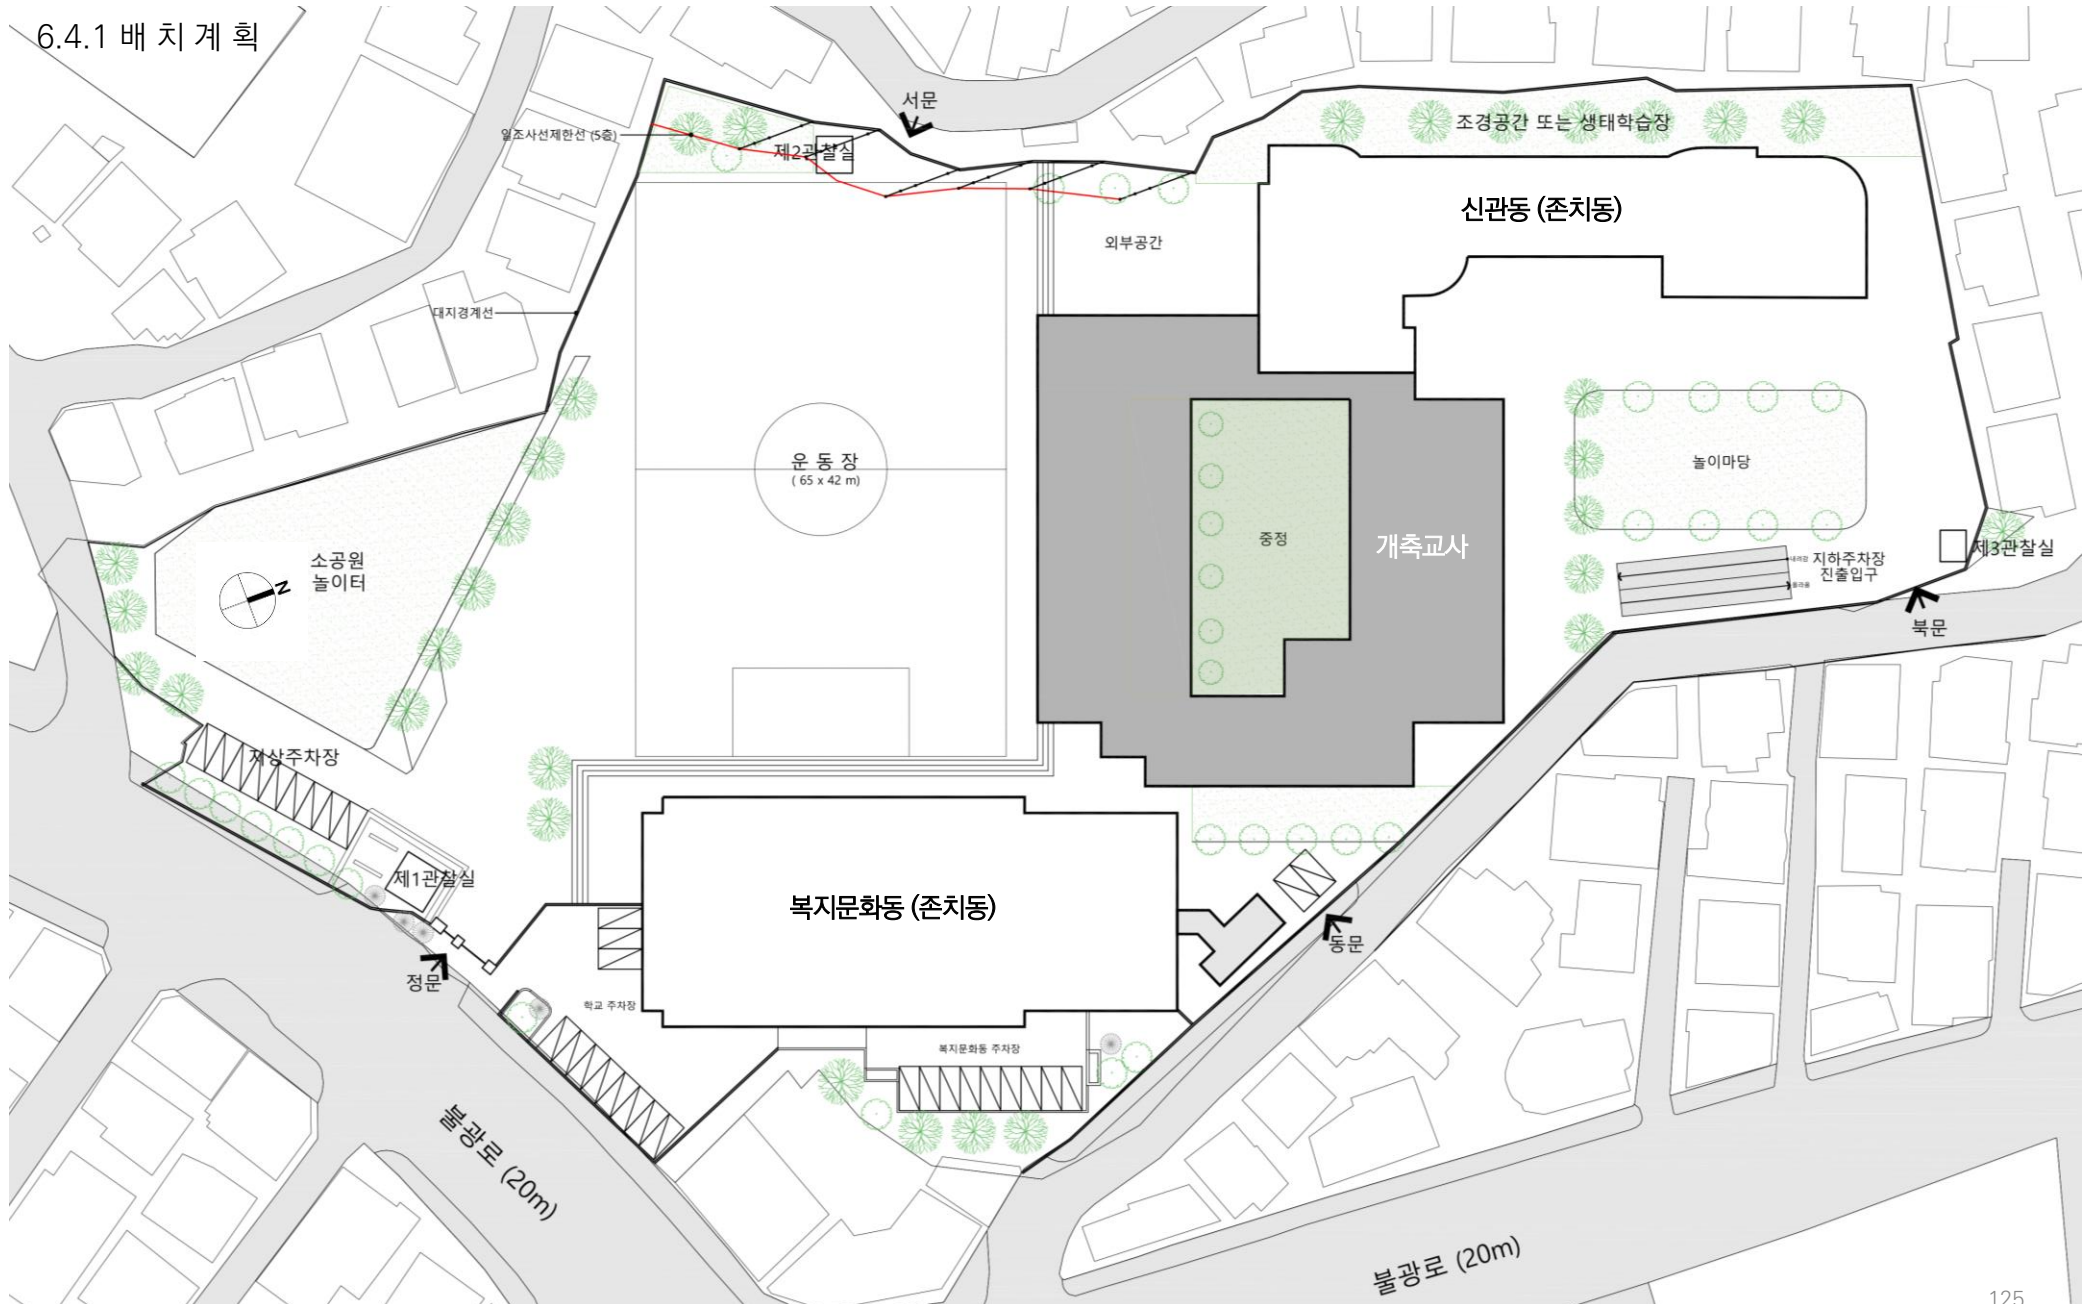 6.4.1 배 치 계 획
서문
일조사선제한선 (5층)
제2관찰실
조경공간 또는 생태학습장
신관동 (존치동)
외부공간
대지경계선
운 동 장
( 65 x 42 m)
놀이마당
중정
개축교사
소공원
놀이터
N
제3관찰실
내려감
지하주차장
진출입구
올라옴
북문
지상주차장
제1관찰실
복지문화동 (존치동)
동문
정문
학교 주차장
복지문화동 주차장
불광로 (20m)
불광로 (20m)
125